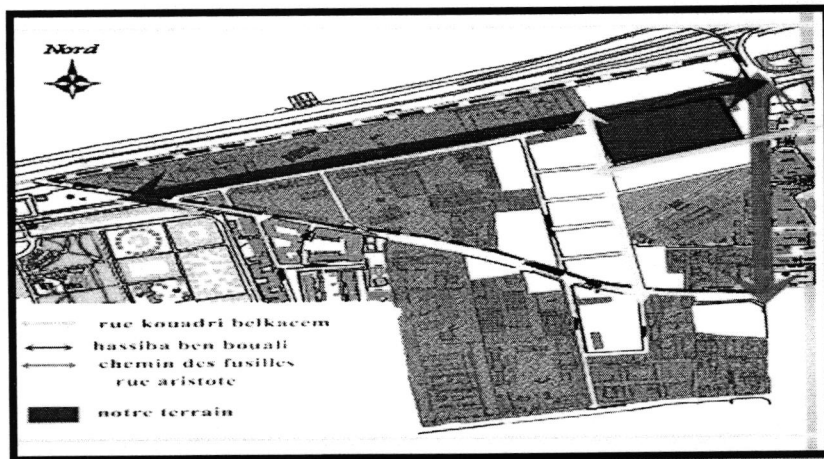 Nord
rue kouadri belkacem
hassiba ben bouali
chemin des fusilles
rue aristote
notre terrain